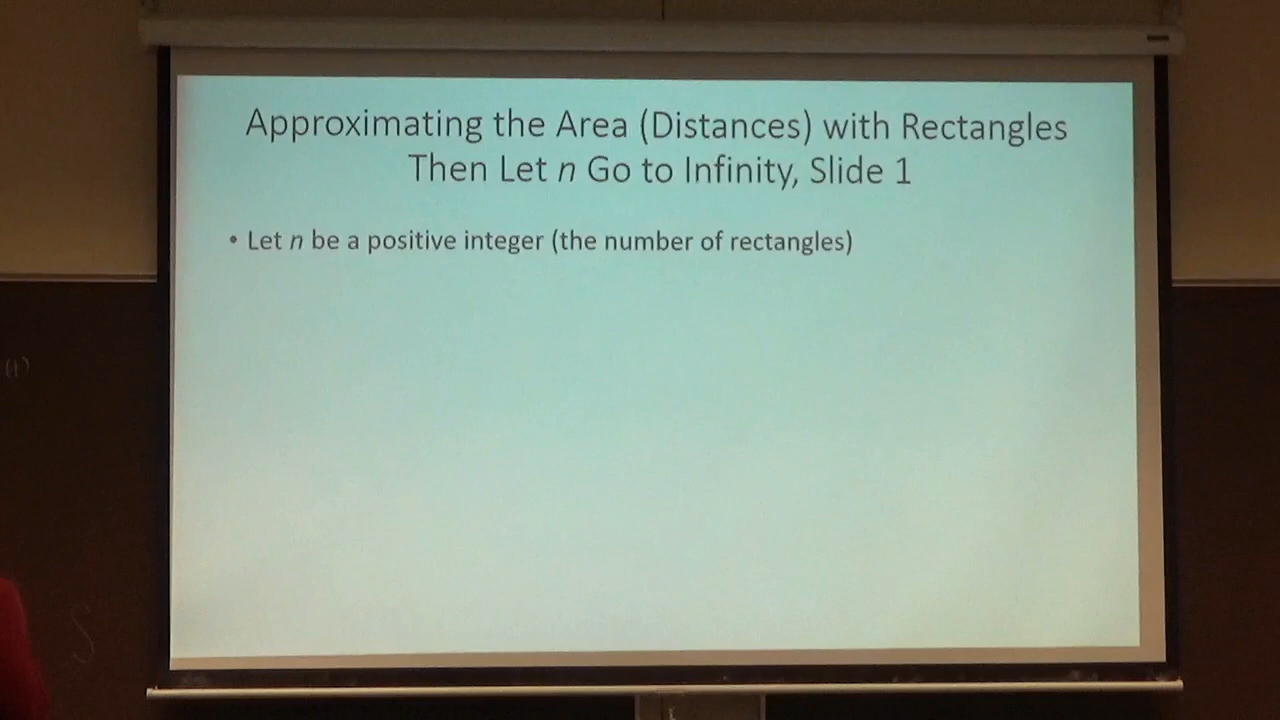 Approximating the Area (Distances) with Rectangles
Then Let n Go to Infinity, Slide 1
• Let n be a positive integer (the number of rectangles)